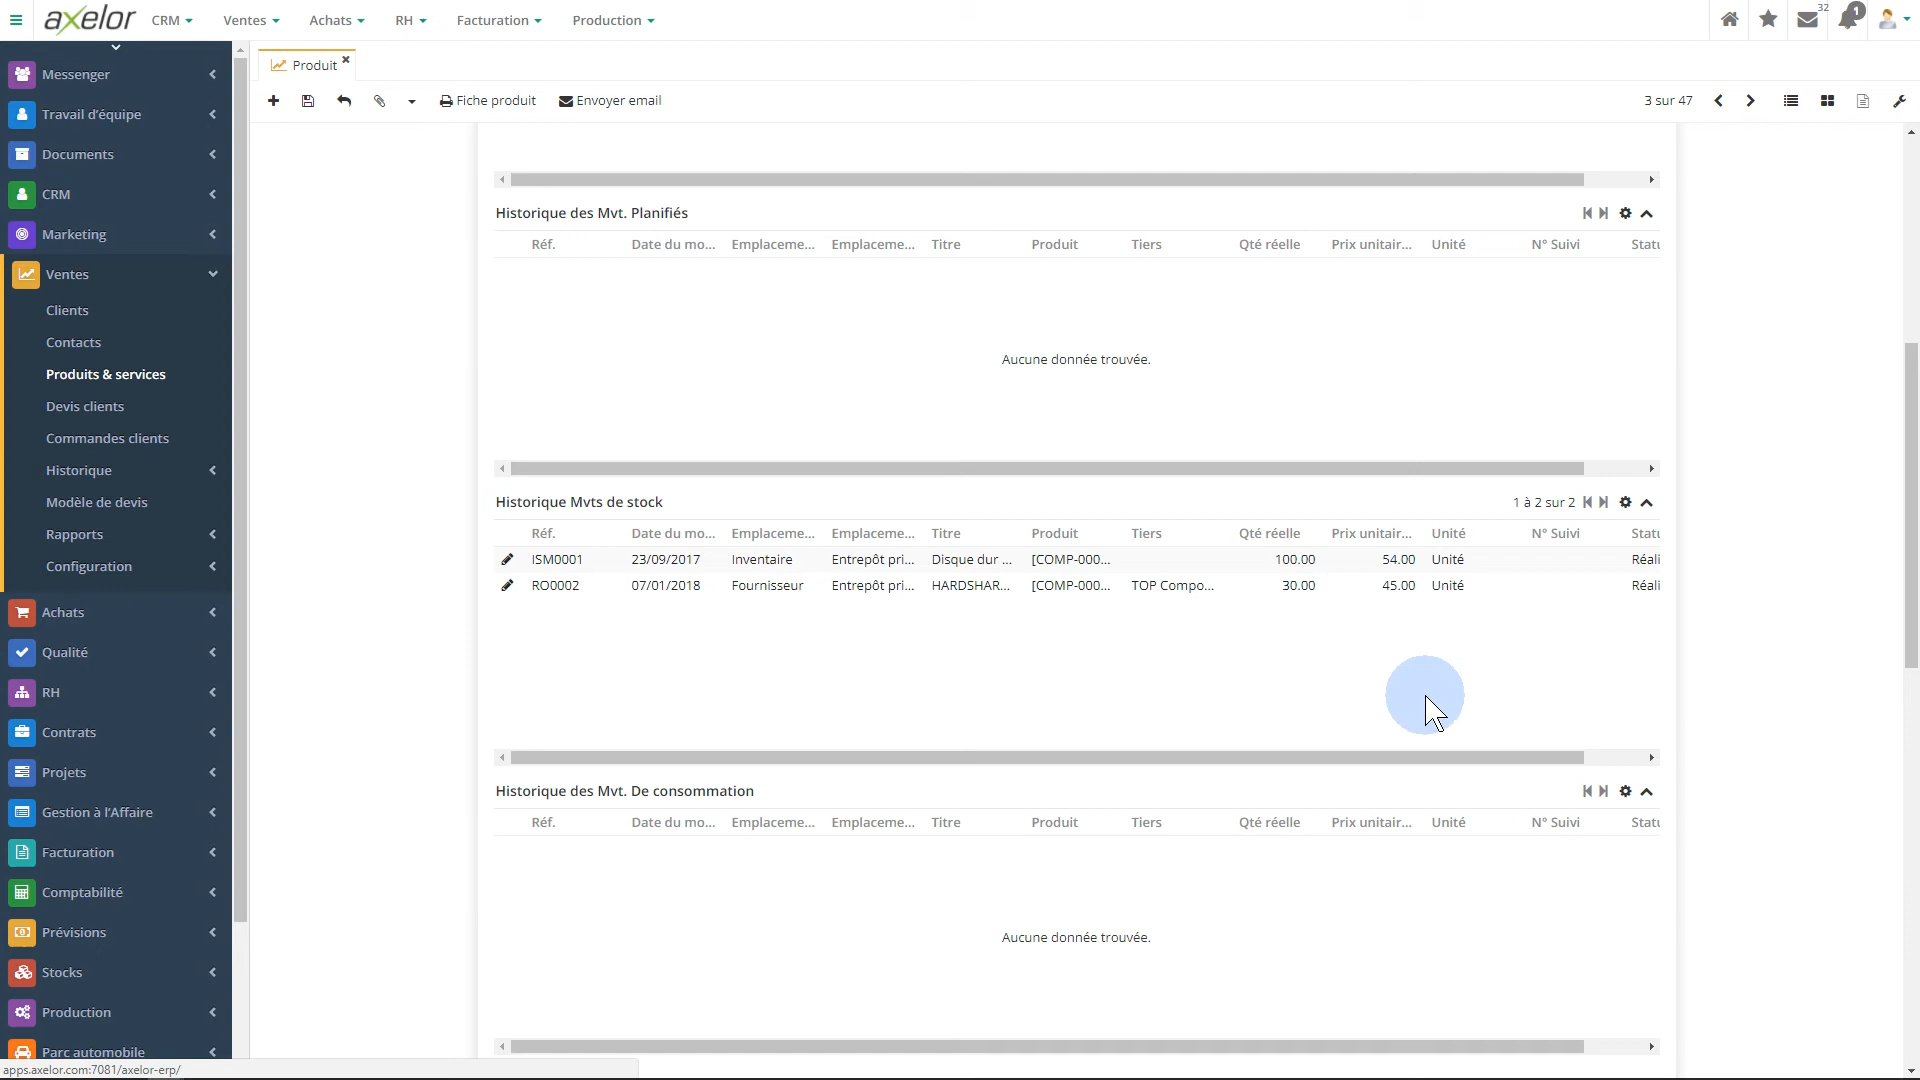 axelor CRM Ventes Achats RH Facturation Production 32 1
Messenger
Travail d'équipe
Documents
CRM
Marketing
Ventes
Clients
Contacts
Produits & services
Devis clients
Commandes clients
Historique
Modèle de devis
Rapports
Configuration
Achats
Qualité
RH
Contrats
Projets
Gestion à l'Affaire
Facturation
Comptabilité
Prévisions
Stocks
Production
Parc automobile
apps.axelor.com:7081/axelor-erp/
Produit
Fiche produit Envoyer email 3 sur 47
Historique des Mvt. Planifiés
Réf. Date du mo... Emplaceme... Emplaceme... Titre Produit Tiers Qté réelle Prix unitair... Unité N° Suivi Statu
Aucune donnée trouvée.
Historique Mvts de stock 1 à 2 sur 2
Réf. Date du mo... Emplaceme... Emplaceme... Titre Produit Tiers Qté réelle Prix unitair... Unité N° Suivi Statu
ISM0001 23/09/2017 Inventaire Entrepôt pri... Disque dur ... [COMP-000... 100.00 54.00 Unité Réali
RO0002 07/01/2018 Fournisseur Entrepôt pri... HARDSHAR... [COMP-000... TOP Compo... 30.00 45.00 Unité Réali
Historique des Mvt. De consommation
Réf. Date du mo... Emplaceme... Emplaceme... Titre Produit Tiers Qté réelle Prix unitair... Unité N° Suivi Statu
Aucune donnée trouvée.